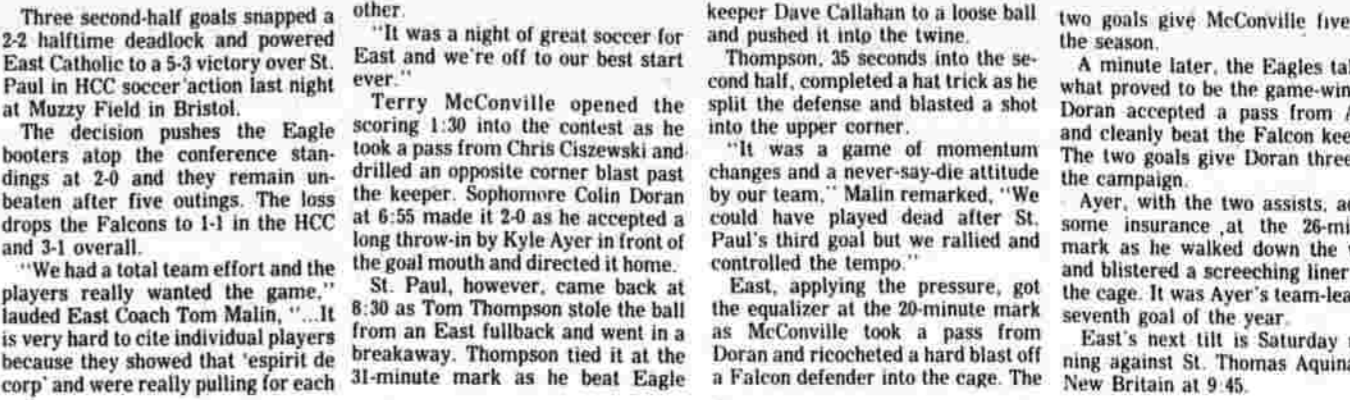 Three second-half goals snapped a
2-2 halftime deadlock and powered
East Catholic to a 5-3 victory over St.
Paul in HCC soccer action last night
at Muzzy Field in Bristol.
The decision pushes the Eagle
booters atop the conference stan-
dings at 2-0 and they remain un-
beaten after five outings. The loss
drops the Falcons to 1-1 in the HCC
and 3-1 overall.
"We had a total team effort and the
players really wanted the game,"
lauded East Coach Tom Malin, "...It
is very hard to cite individual players
because they showed that 'espirit de
corp' and were really pulling for each
other.
"It was a night of great soccer for
East and we're off to our best start
ever."
Terry McConville opened the
scoring 1:30 into the contest as he
took a pass from Chris Ciszewski and
drilled an opposite corner blast past
the keeper. Sophomore Colin Doran
at 6:55 made it 2-0 as he accepted a
long throw-in by Kyle Ayer in front of
the goal mouth and directed it home.
St. Paul, however, came back at
8:30 as Tom Thompson stole the ball
from an East fullback and went in a
breakaway. Thompson tied it at the
31-minute mark as he beat Eagle
keeper Dave Callahan to a loose ball
and pushed it into the twine.
Thompson, 35 seconds into the se-
cond half, completed a hat trick as he
split the defense and blasted a shot
into the upper corner.
"It was a game of momentum
changes and a never-say-die attitude
by our team," Malin remarked, "We
could have played dead after St.
Paul's third goal but we rallied and
controlled the tempo."
East, applying the pressure, got
the equalizer at the 20-minute mark
as McConville took a pass from
Doran and ricocheted a hard blast off
a Falcon defender into the cage. The
two goals give McConville five
the season.
A minute later, the Eagles
what proved to be the
Doran accepted a pass from
and cleanly beat the Falcon
The two goals give Doran three
the campaign.
Ayer, with the two assists,
some insurance at the
mark as he walked down the
and blistered a screeching liner
the cage. It was Ayer's
seventh goal of the year.
East's next tilt is Saturday
ning against St. Thomas
New Britain at 9:45.